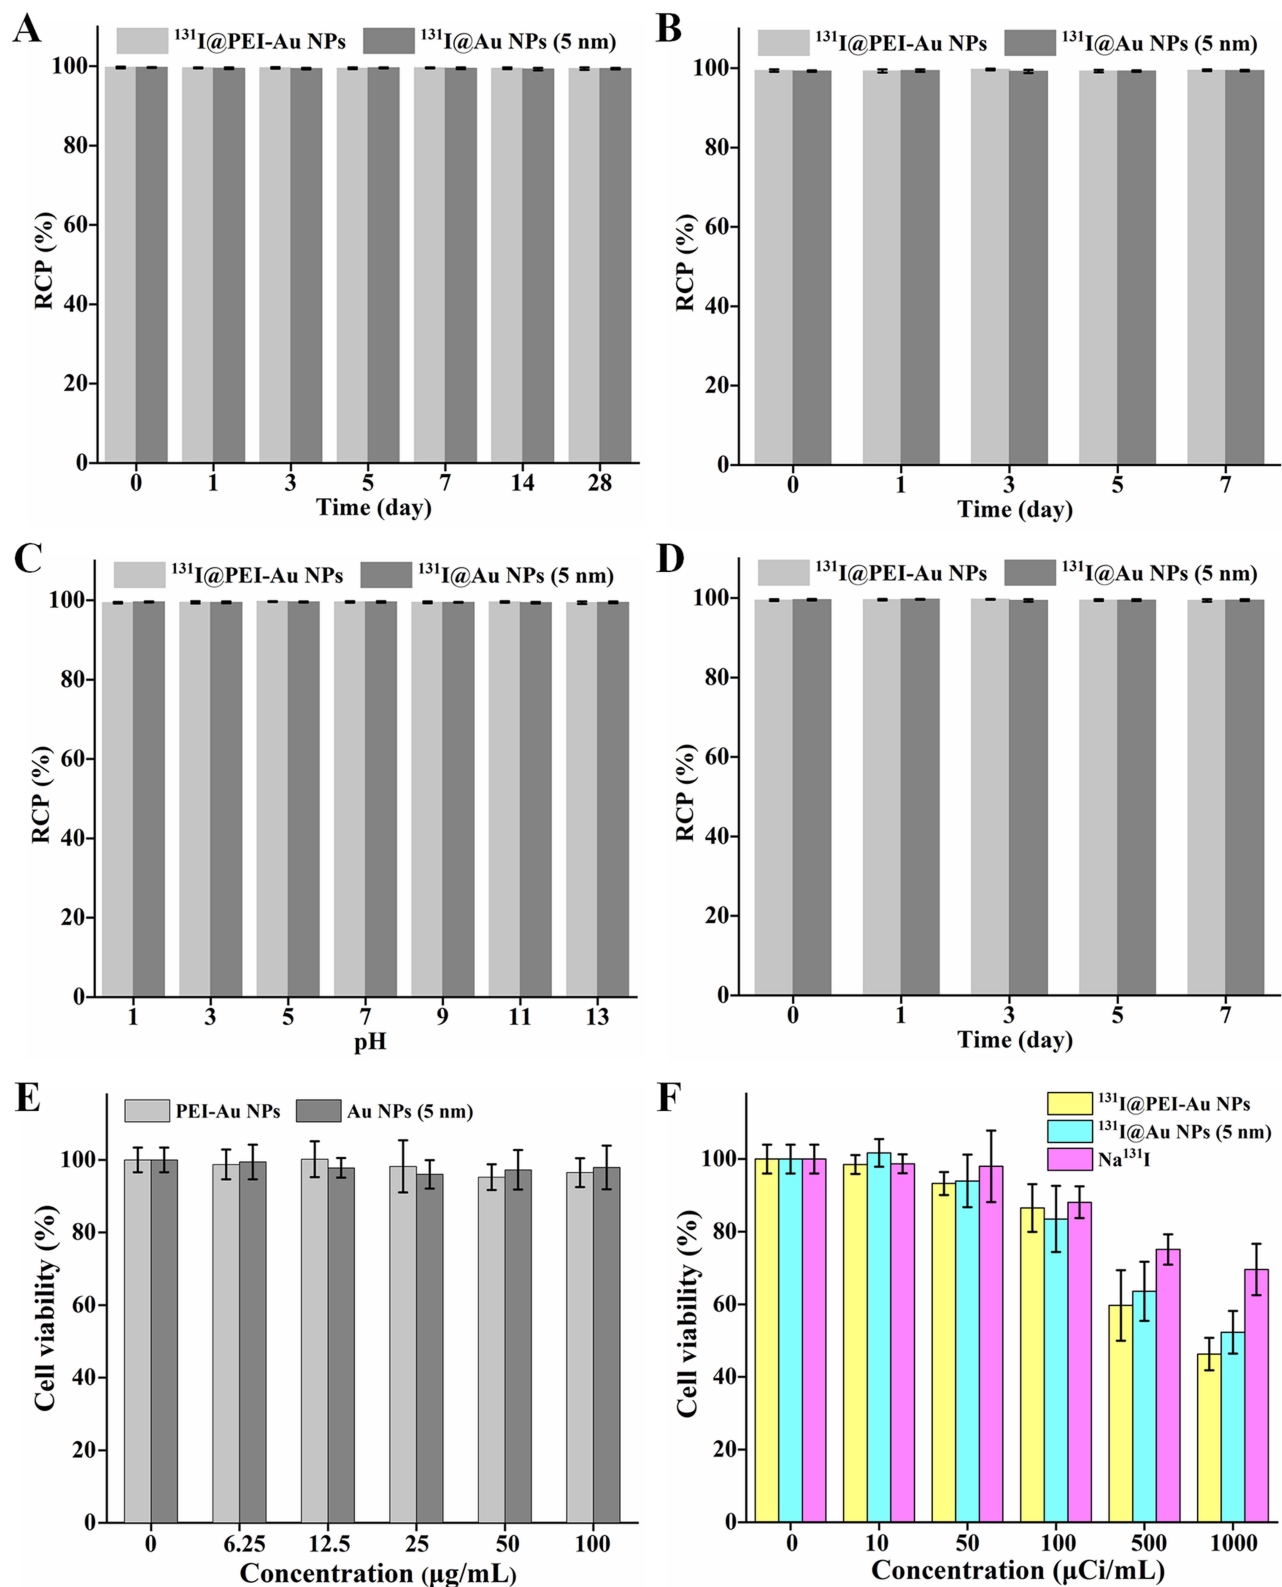 A
¹³¹I@PEI-Au NPs ¹³¹I@Au NPs (5 nm)
100
80
60
40
20
0
RCP (%)
0 1 3 5 7 14 28
Time (day)
B
¹³¹I@PEI-Au NPs ¹³¹I@Au NPs (5 nm)
100
80
60
40
20
0
RCP (%)
0 1 3 5 7
Time (day)
C
¹³¹I@PEI-Au NPs ¹³¹I@Au NPs (5 nm)
100
80
60
40
20
0
RCP (%)
1 3 5 7 9 11 13
pH
D
¹³¹I@PEI-Au NPs ¹³¹I@Au NPs (5 nm)
100
80
60
40
20
0
RCP (%)
0 1 3 5 7
Time (day)
E
PEI-Au NPs Au NPs (5 nm)
100
80
60
40
20
0
Cell viability (%)
0 6.25 12.5 25 50 100
Concentration (μg/mL)
F
¹³¹I@PEI-Au NPs
¹³¹I@Au NPs (5 nm)
Na¹³¹I
100
80
60
40
20
0
Cell viability (%)
0 10 50 100 500 1000
Concentration (μCi/mL)